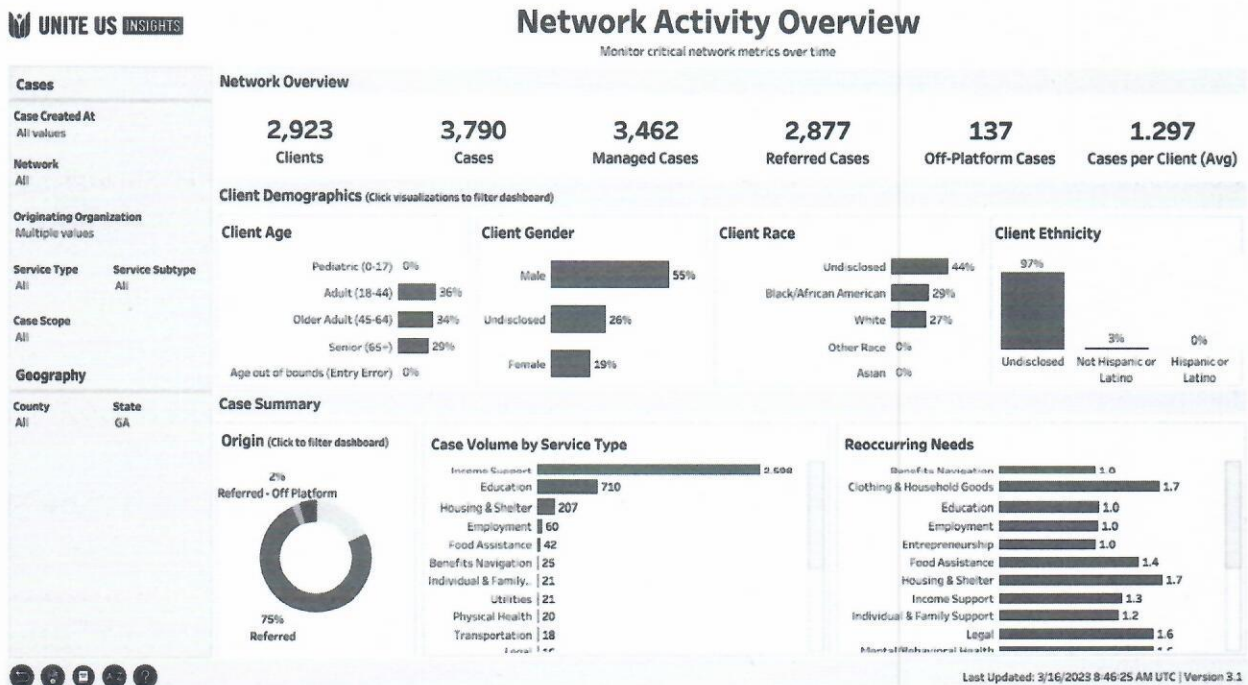 UNITE US INSIGHTS
Network Activity Overview
Monitor critical network metrics over time
Cases
Case Created At
All values
Network
All
Originating Organization
Multiple values
Service Type Service Subtype
All All
Case Scope
All
Geography
County State
All GA
Network Overview
2,923 3,790 3,462 2,877 137 1.297
Clients Cases Managed Cases Referred Cases Off-Platform Cases Cases per Client (Avg)
Client Demographics (Click visualizations to filter dashboard)
Client Age
Pediatric (0-17) 0%
Adult (18-44) 36%
Older Adult (45-64) 34%
Senior (65+) 29%
Age out of bounds (Entry Error) 0%
Client Gender
Male 55%
Undisclosed 26%
Female 19%
Client Race
Undisclosed 44%
Black/African American 29%
White 27%
Other Race 0%
Asian 0%
Client Ethnicity
97% 3% 0%
Undisclosed Not Hispanic or Hispanic or
Latino Latino
Case Summary
Origin (Click to filter dashboard)
2%
Referred - Off Platform
75%
Referred
Case Volume by Service Type
Income Support
Education 710
Housing & Shelter 207
Employment 60
Food Assistance 42
Benefits Navigation 25
Individual & Family..  21
Utilities 21
Physical Health 20
Transportation 18
Legal
Reoccurring Needs
Benefits Navigation 1.0
Clothing & Household Goods 1.7
Education 1.0
Employment 1.0
Entrepreneurship 1.0
Food Assistance 1.4
Housing & Shelter 1.7
Income Support 1.3
Individual & Family Support 1.2
Legal 1.6
Mental/Behavioral Health
Last Updated: 3/16/2023 8:46:25 AM UTC | Version 3.1